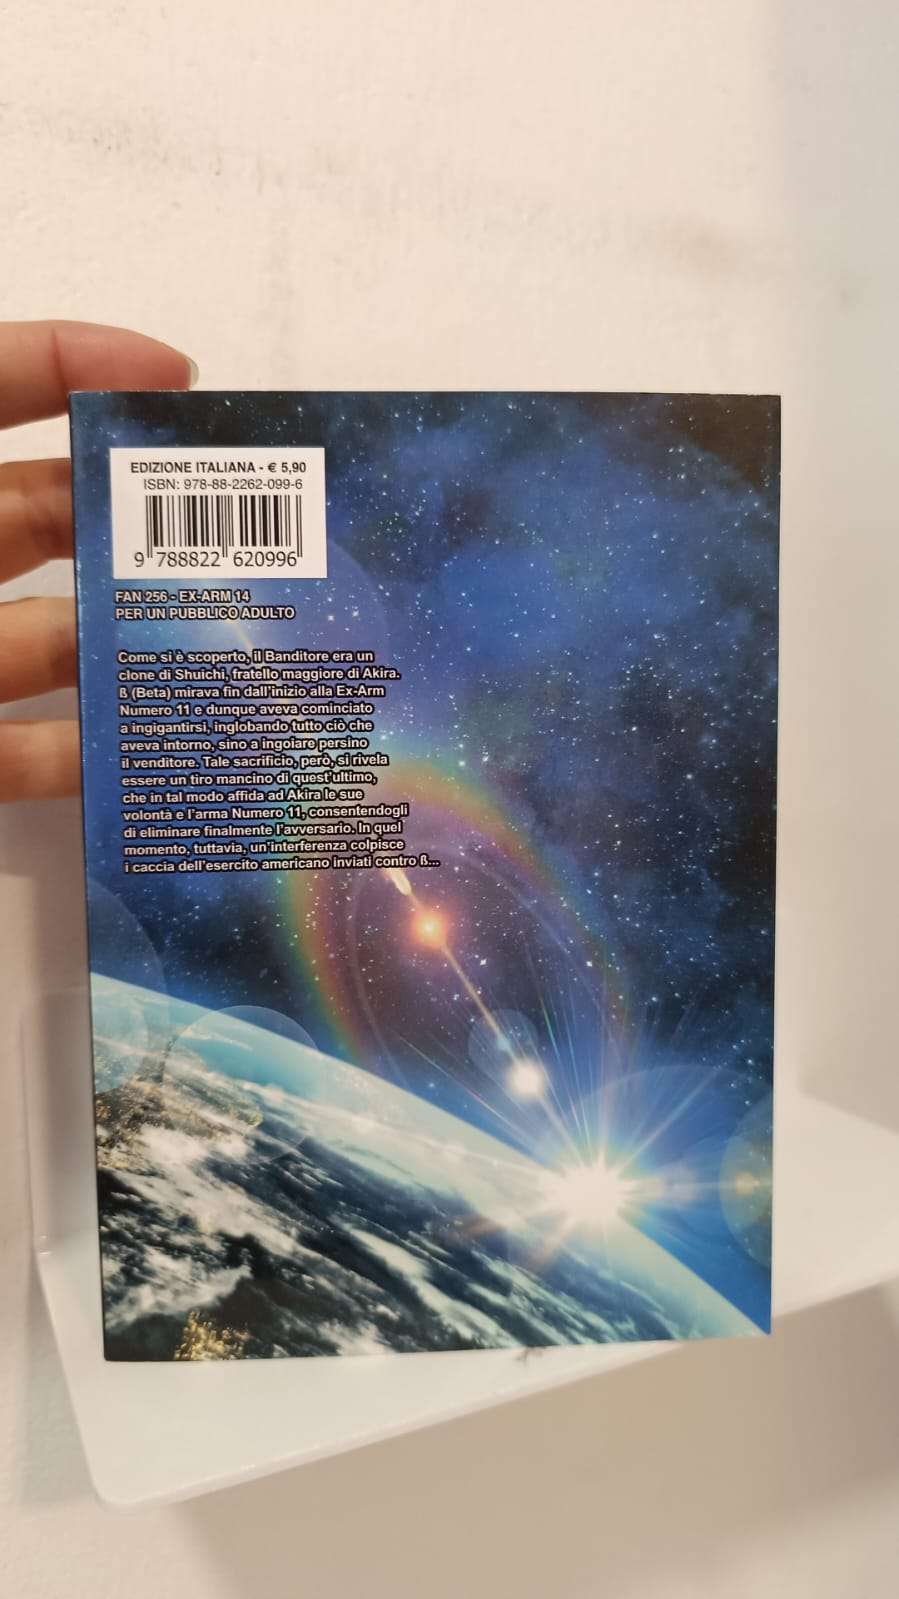 EDIZIONE ITALIANA - € 5,90
ISBN: 978-88-2262-099-6
9 788822 620996
FAN 256 - EX-ARM 14
PER UN PUBBLICO ADULTO
Come si è scoperto, il Banditore era un
clone di Shuichi, fratello maggiore di Akira.
ß (Beta) mirava fin dall'inizio alla Ex-Arm
Numero 11 e dunque aveva cominciato
a ingigantirsi, inglobando tutto ciò che
aveva intorno, sino a ingoiare persino
il venditore. Tale sacrificio, però, si rivela
essere un tiro mancino di quest'ultimo,
che in tal modo affida ad Akira le sue
volontà e l'arma Numero 11, consentendogli
di eliminare finalmente l'avversario. In quel
momento, tuttavia, un'interferenza colpisce
i caccia dell'esercito americano inviati contro ß...